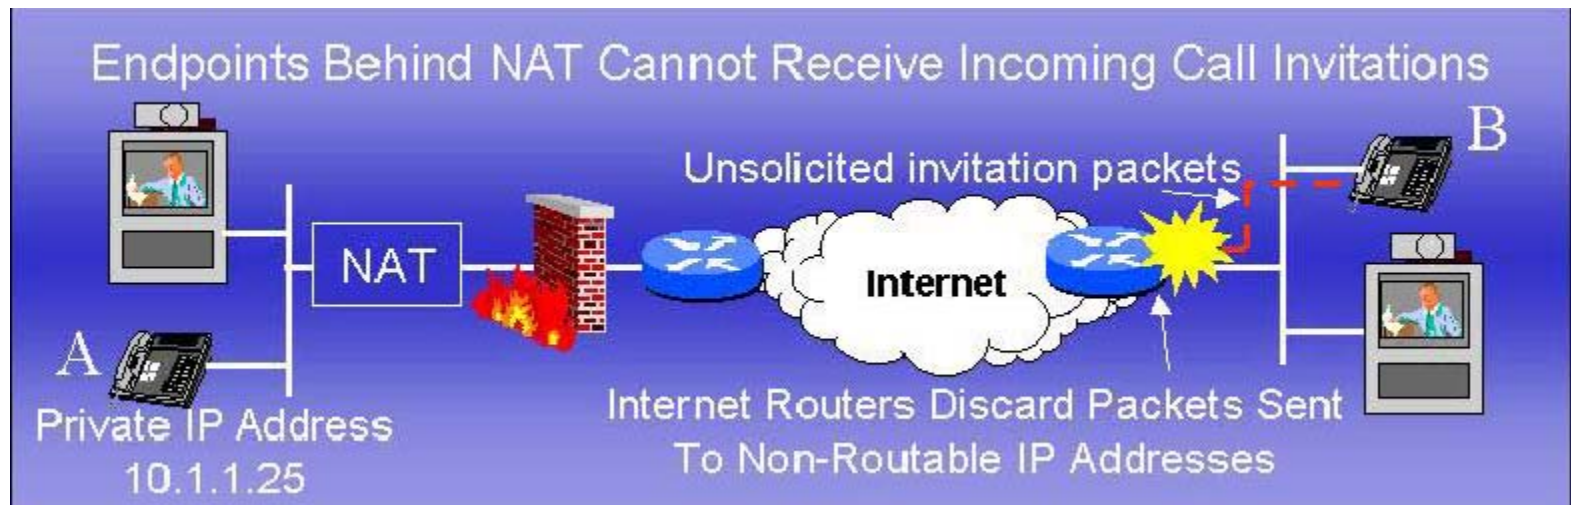 Endpoints Behind NAT Cannot Receive Incoming Call Invitations
B
Unsolicited invitation packets
NAT
Internet
A
Private IP Address
10.1.1.25
Internet Routers Discard Packets Sent
To Non-Routable IP Addresses